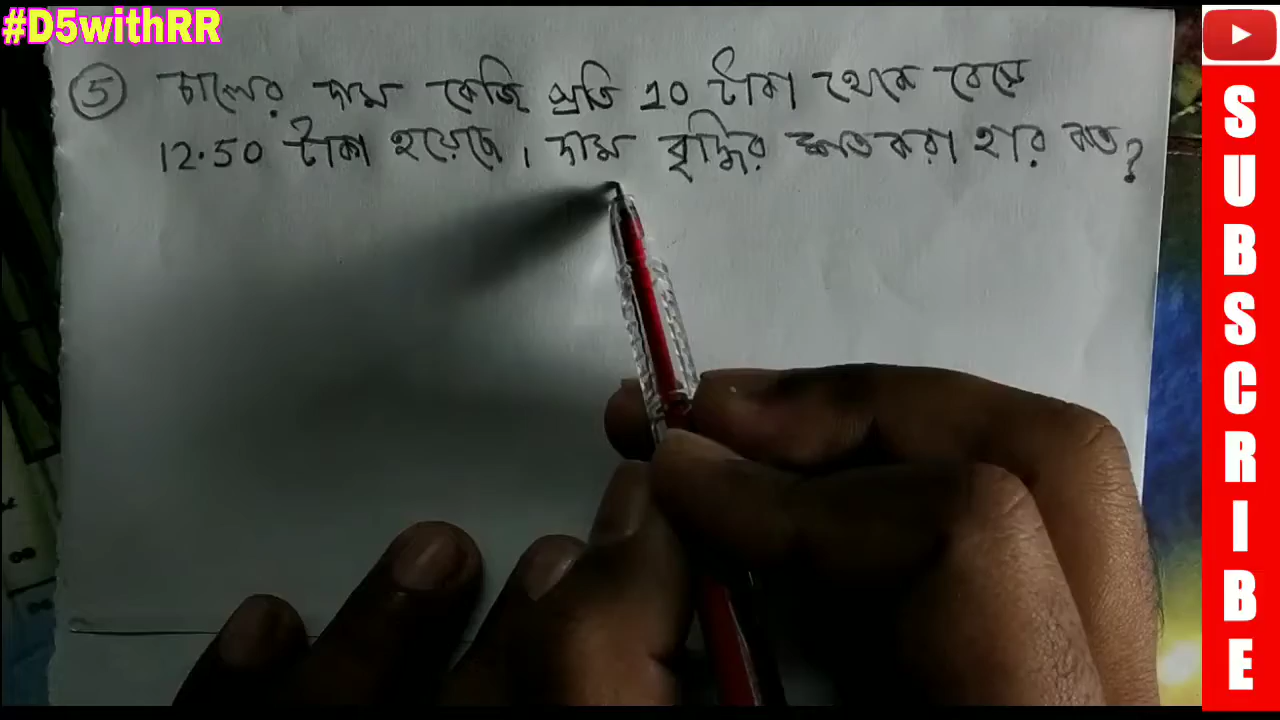 #D5withRR
⑤ চালের দাম কেজি প্রতি 10 টাকা থেকে বেড়ে
12.50 টাকা হয়েছে। দাম বৃদ্ধির শতকরা হার কত?
SUBSCRIBE